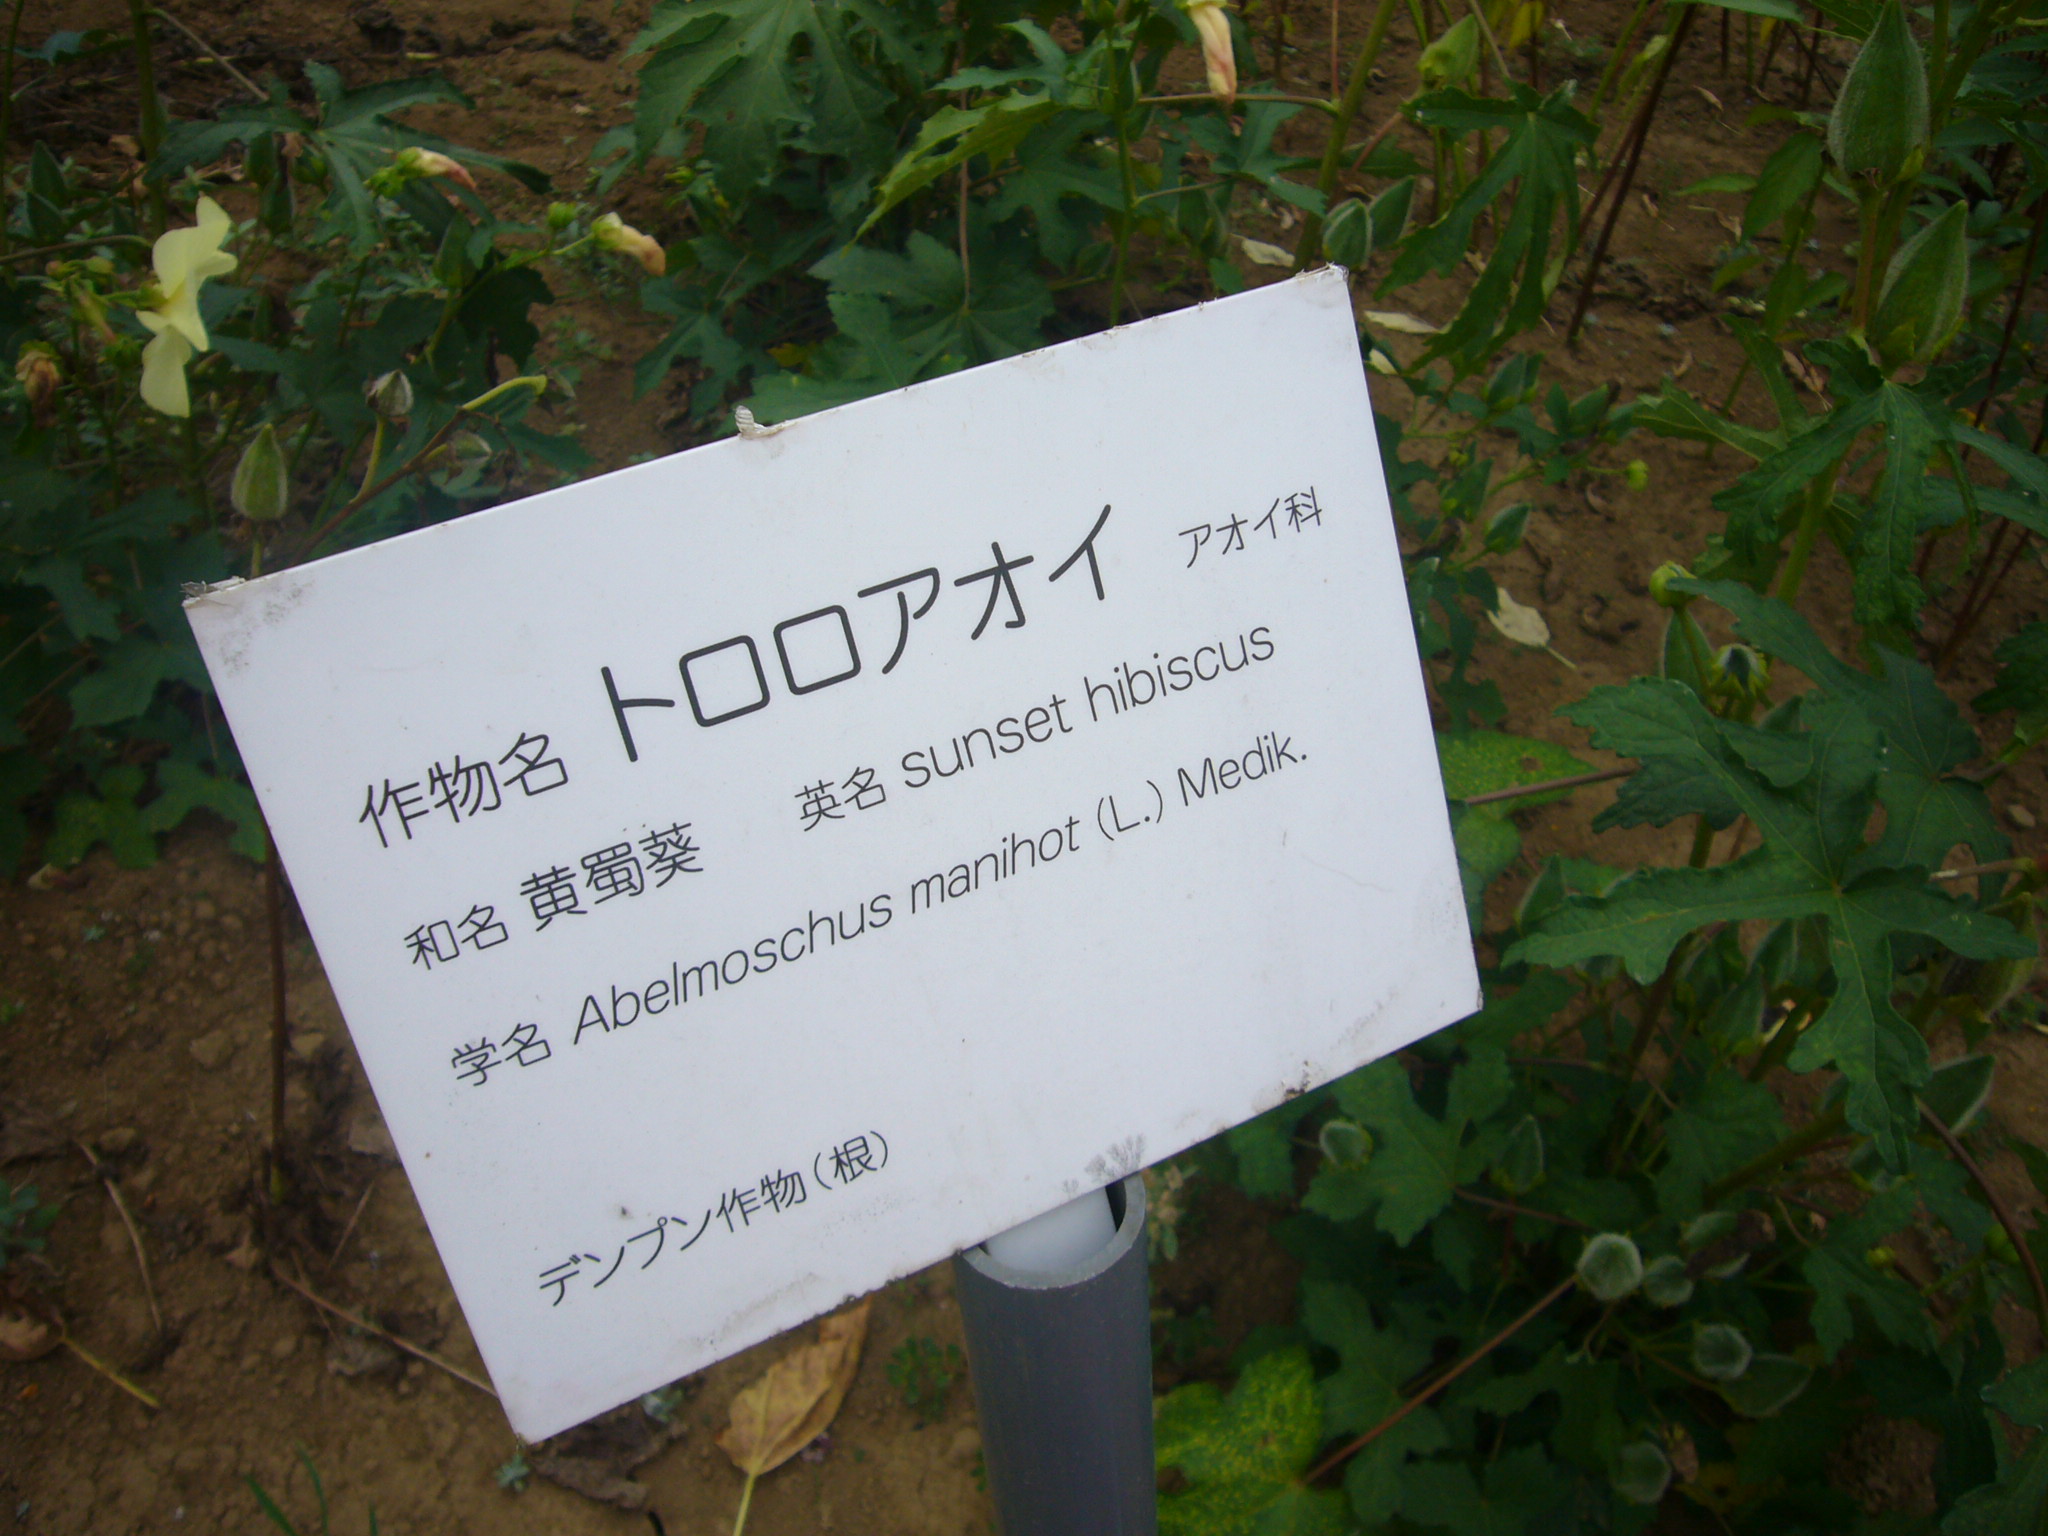 作物名 トロロアオイ アオイ科
和名 黄蜀葵 英名 sunset hibiscus
学名 Abelmoschus manihot (L.) Medik.
デンプン作物(根)